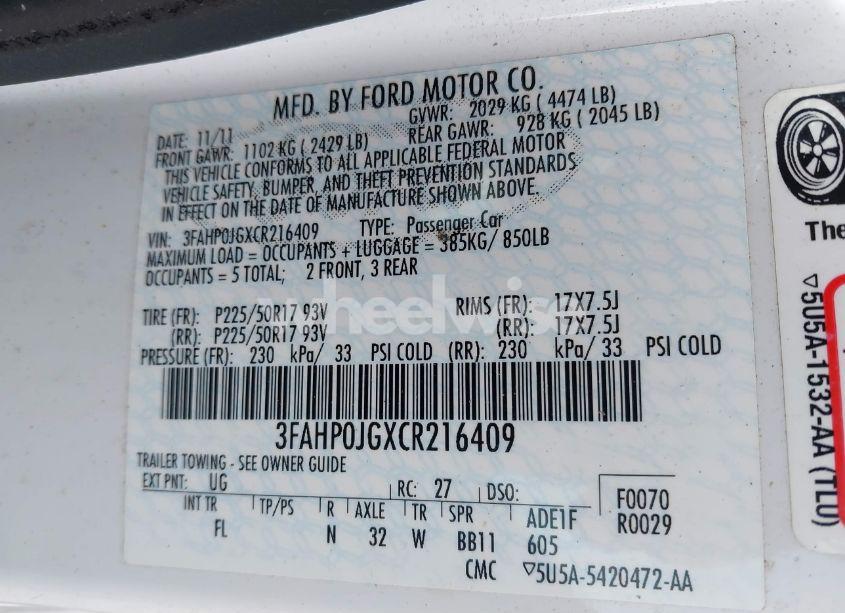 MFD. BY FORD MOTOR CO.
DATE: 11/11 GVWR: 2029 KG ( 4474 LB)
FRONT GAWR: 1102 KG ( 2429 LB) REAR GAWR: 928 KG ( 2045 LB)
THIS VEHICLE CONFORMS TO ALL APPLICABLE FEDERAL MOTOR
VEHICLE SAFETY, BUMPER, AND THEFT PREVENTION STANDARDS
IN EFFECT ON THE DATE OF MANUFACTURE SHOWN ABOVE.
VIN: 3FAHP0JGXCR216409 TYPE: Passenger Car
MAXIMUM LOAD = OCCUPANTS + LUGGAGE = 385KG/ 850LB
OCCUPANTS = 5 TOTAL; 2 FRONT, 3 REAR
TIRE (FR): P225/50R17 93V RIMS (FR): 17X7.5J
(RR): P225/50R17 93V (RR): 17X7.5J
PRESSURE (FR): 230 kPa/ 33 PSI COLD (RR): 230 kPa/ 33 PSI COLD
3FAHP0JGXCR216409
TRAILER TOWING - SEE OWNER GUIDE
EXT PNT: UG RC: 27 DSO: F0070
R0029
INT TR TP/PS R AXLE TR SPR ADE1F
FL N 32 W BB11 605
CMC ▽5U5A-5420472-AA
The
▽5U5A-1532-AA (TLU)
wheelwise